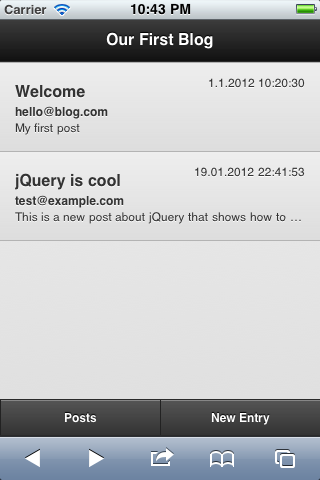 Carrier 10:43 PM
Our First Blog
Welcome 1.1.2012 10:20:30
hello@blog.com
My first post
jQuery is cool 19.01.2012 22:41:53
test@example.com
This is a new post about jQuery that shows how to ...
Posts New Entry